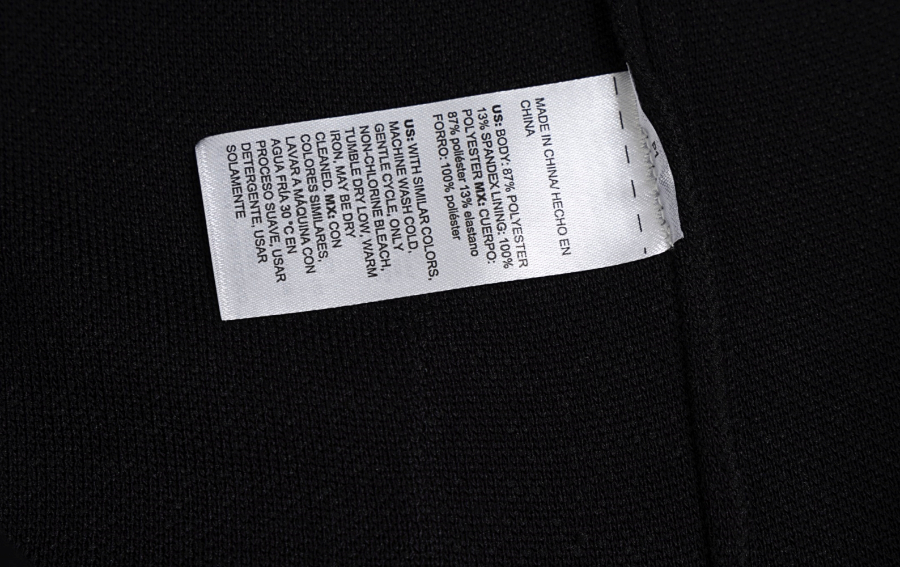 MADE IN CHINA/ HECHO EN
CHINA
US: BODY: 87% POLYESTER
13% SPANDEX LINING: 100%
POLYESTER MX: CUERPO:
87% poliéster 13% elastano
FORRO: 100% poliéster
US: WITH SIMILAR COLORS,
MACHINE WASH COLD,
GENTLE CYCLE, ONLY
NON-CHLORINE BLEACH,
TUMBLE DRY LOW, WARM
IRON, MAY BE DRY
CLEANED. MX: CON
COLORES SIMILARES.
LAVAR A MÁQUINA CON
AGUA FRÍA 30 °C EN
PROCESO SUAVE, USAR
DETERGENTE, USAR
SOLAMENTE